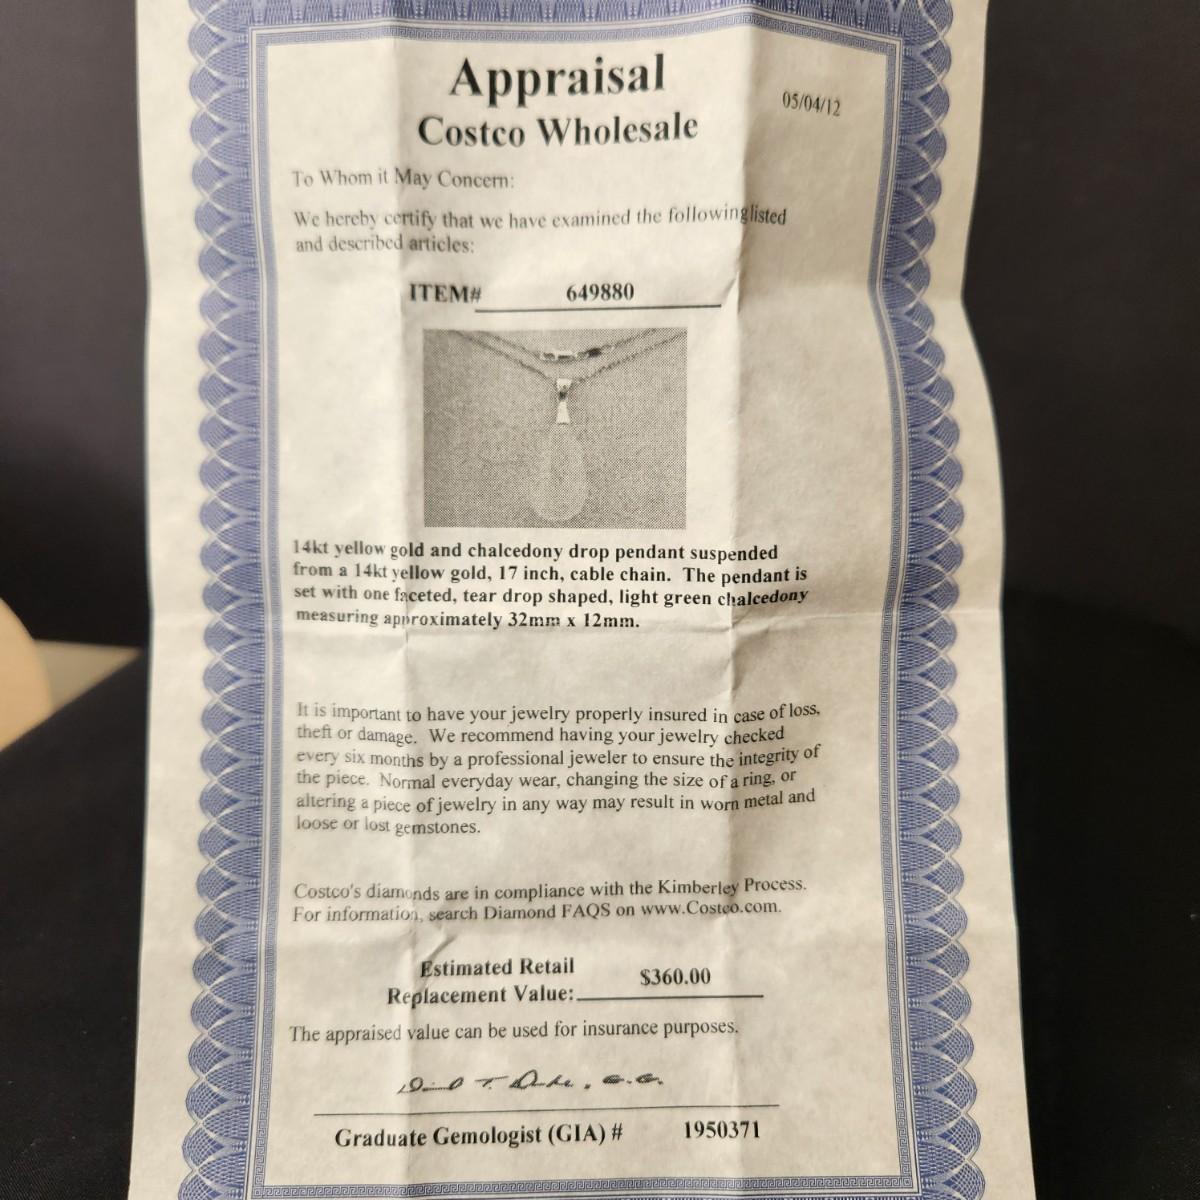 Appraisal
05/04/12
Costco Wholesale
To Whom it May Concern:
We hereby certify that we have examined the following listed
and described articles:
ITEM# 649880
14kt yellow gold and chalcedony drop pendant suspended
from a 14kt yellow gold, 17 inch, cable chain. The pendant is
set with one faceted, tear drop shaped, light green chalcedony
measuring approximately 32mm x 12mm.
It is important to have your jewelry properly insured in case of loss,
theft or damage. We recommend having your jewelry checked
every six months by a professional jeweler to ensure the integrity of
the piece. Normal everyday wear, changing the size of a ring, or
altering a piece of jewelry in any way may result in worn metal and
loose or lost gemstones.
Costco's diamonds are in compliance with the Kimberley Process.
For information, search Diamond FAQS on www.Costco.com.
Estimated Retail
Replacement Value: $360.00
The appraised value can be used for insurance purposes.
Graduate Gemologist (GIA) # 1950371